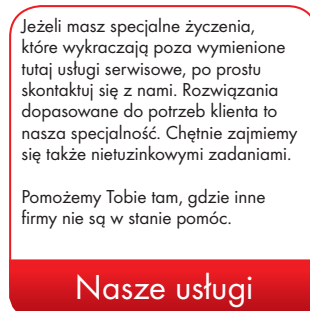 Jeżeli masz specjalne życzenia,
które wykraczają poza wymienione
tutaj usługi serwisowe, po prostu
skontaktuj się z nami. Rozwiązania
dopasowane do potrzeb klienta to
nasza specjalność. Chętnie zajmiemy
się także nietuzinkowymi zadaniami.
Pomożemy Tobie tam, gdzie inne
firmy nie są w stanie pomóc.
Nasze usługi